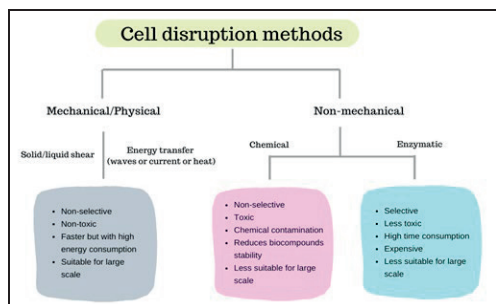 Cell disruption methods
Mechanical/Physical
Non-mechanical
Solid/liquid shear
Energy transfer
(waves or current or heat)
Chemical
Enzymatic
• Non-selective
• Non-toxic
• Faster but with high
energy consumption
• Suitable for large
scale
• Non-selective
• Toxic
• Chemical contamination
• Reduces biocompounds
stability
• Less suitable for large
scale
• Selective
• Less toxic
• High time consumption
• Expensive
• Less suitable for large
scale